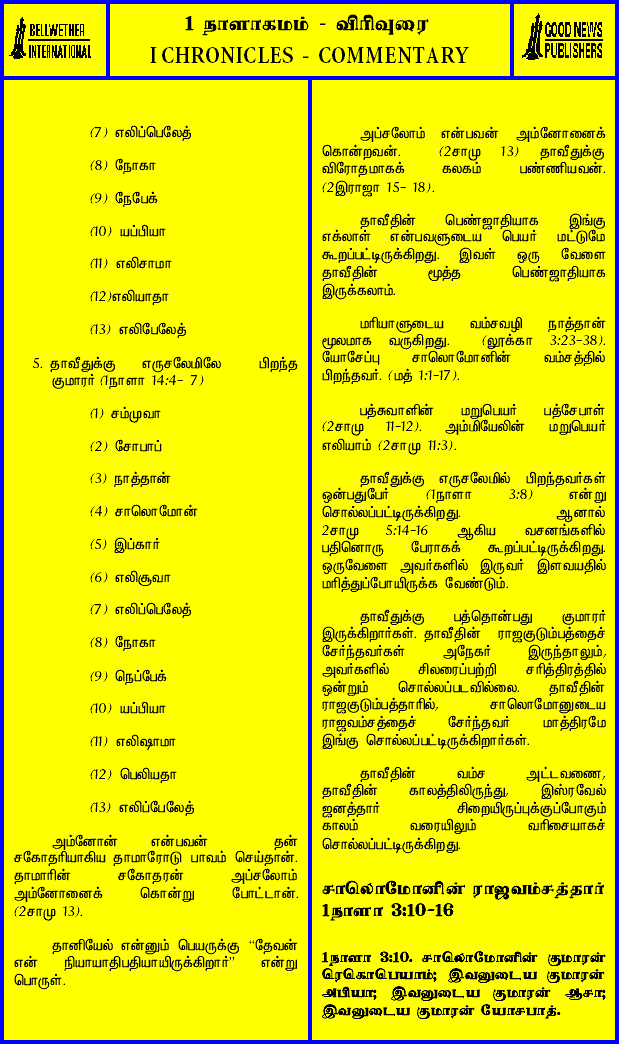 BELLWETHER
INTERNATIONAL
1 நாளாகமம் - விரிவுரை
I CHRONICLES - COMMENTARY
GOOD NEWS
PUBLISHERS
(7) எலிப்பெலேத்
(8) நோகா
(9) நேபேக்
(10) யப்பியா
(11) எலிசாமா
(12)எலியாதா
(13) எலிபேலேத்
5. தாவீதுக்கு எருசலேமிலே பிறந்த
குமாரர் (1நாளா 14:4- 7)
(1) சம்முவா
(2) சோபாப்
(3) நாத்தான்
(4) சாலொமோன்
(5) இப்கார்
(6) எலிசூவா
(7) எலிப்பெலேத்
(8) நோகா
(9) நெப்பேக்
(10) யப்பியா
(11) எலிஷாமா
(12) பெலியதா
(13) எலிப்பேலேத்
அம்னோன் என்பவன் தன்
சகோதரியாகிய தாமாரோடு பாவம் செய்தான்.
தாமாரின் சகோதரன் அப்சலோம்
அம்னோனைக் கொன்று போட்டான்.
(2சாமு 13).
தானியேல் என்னும் பெயருக்கு “தேவன்
என் நியாயாதிபதியாயிருக்கிறார்” என்று
பொருள்.
அப்சலோம் என்பவன் அம்னோனைக்
கொன்றவன். (2சாமு 13) தாவீதுக்கு
விரோதமாகக் கலகம் பண்ணியவன்.
(2இராஜா 15- 18).
தாவீதின் பெண்ஜாதியாக இங்கு
எக்லாள் என்பவளுடைய பெயர் மட்டுமே
கூறப்பட்டிருக்கிறது. இவள் ஒரு வேளை
தாவீதின் மூத்த பெண்ஜாதியாக
இருக்கலாம்.
மரியாளுடைய வம்சவழி நாத்தான்
மூலமாக வருகிறது. (லூக்கா 3:23-38).
யோசேப்பு சாலொமோனின் வம்சத்தில்
பிறந்தவர். (மத் 1:1-17).
பத்சுவாளின் மறுபெயர் பத்சேபாள்
(2சாமு 11-12). அம்மியேலின் மறுபெயர்
எலியாம் (2சாமு 11:3).
தாவீதுக்கு எருசலேமில் பிறந்தவர்கள்
ஒன்பதுபேர் (1நாளா 3:8) என்று
சொல்லப்பட்டிருக்கிறது. ஆனால்
2சாமு 5:14-16 ஆகிய வசனங்களில்
பதினொரு பேராகக் கூறப்பட்டிருக்கிறது.
ஒருவேளை அவர்களில் இருவர் இளவயதில்
மரித்துப்போயிருக்க வேண்டும்.
தாவீதுக்கு பத்தொன்பது குமாரர்
இருக்கிறார்கள். தாவீதின் ராஜகுடும்பத்தைச்
சேர்ந்தவர்கள் அநேகர் இருந்தாலும்,
அவர்களில் சிலரைப்பற்றி சரித்திரத்தில்
ஒன்றும் சொல்லப்படவில்லை. தாவீதின்
ராஜகுடும்பத்தாரில், சாலொமோனுடைய
ராஜவம்சத்தைச் சேர்ந்தவர் மாத்திரமே
இங்கு சொல்லப்பட்டிருக்கிறார்கள்.
தாவீதின் வம்ச அட்டவணை,
தாவீதின் காலத்திலிருந்து, இஸ்ரவேல்
ஜனத்தார் சிறையிருப்புக்குப்போகும்
காலம் வரையிலும் வரிசையாகச்
சொல்லப்பட்டிருக்கிறது.
சாலொமோனின் ராஜவம்சத்தார்
1நாளா 3:10-16
1நாளா 3:10. சாலொமோனின் குமாரன்
ரெகொபெயாம்; இவனுடைய குமாரன்
அபியா; இவனுடைய குமாரன் ஆசா;
இவனுடைய குமாரன் யோசபாத்.